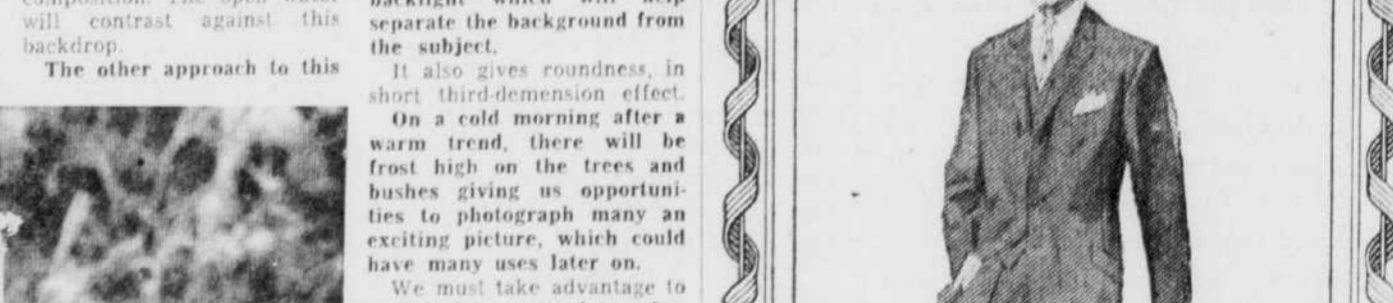 will contrast against this
backdrop.
The other approach to this
separate the background from
the subject.
It also gives roundness, in
short third-demension effect.
On a cold morning after a
warm trend, there will be
frost high on the trees and
bushes giving us opportuni-
ties to photograph many an
exciting picture, which could
have many uses later on.
We must take advantage to